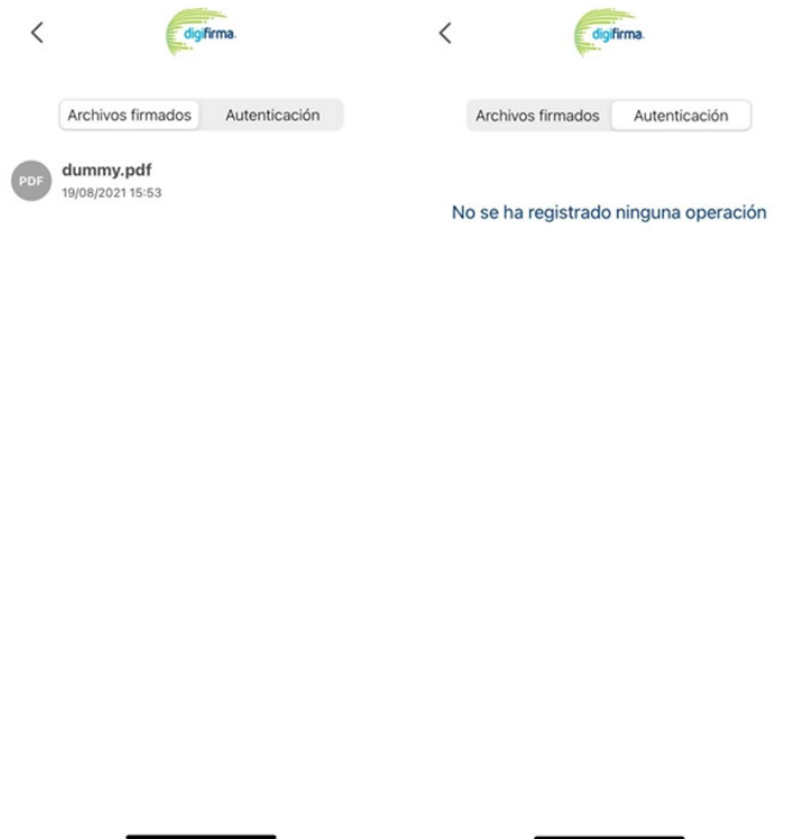 digifirma.
Archivos firmados Autenticación
PDF
dummy.pdf
19/08/2021 15:53
digifirma.
Archivos firmados Autenticación
No se ha registrado ninguna operación